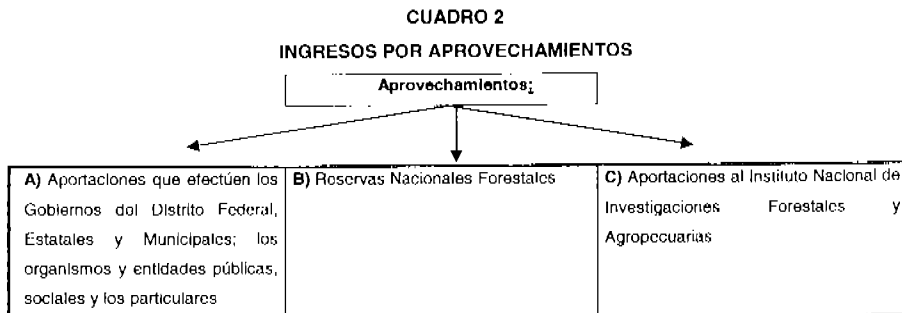 CUADRO 2
INGRESOS POR APROVECHAMIENTOS
Aprovechamientos:
A) Aportaciones que efectúen los
Gobiernos del Distrito Federal,
Estatales y Municipales; los
organismos y entidades públicas,
sociales y los particulares
B) Reservas Nacionales Forestales
C) Aportaciones al Instituto Nacional de
Investigaciones Forestales y
Agropecuarias